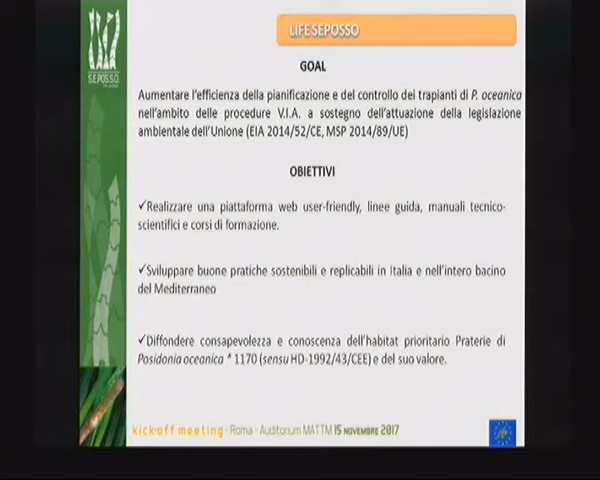 LIFE SEPOSSO
S.E.POS.S.O.
GOAL
Aumentare l'efficienza della pianificazione e del controllo dei trapianti di P. oceanica
nell'ambito delle procedure V.I.A. a sostegno dell'attuazione della legislazione
ambientale dell'Unione (EIA 2014/52/CE, MSP 2014/89/UE)
OBIETTIVI
✓Realizzare una piattaforma web user-friendly, linee guida, manuali tecnico-
scientifici e corsi di formazione.
✓Sviluppare buone pratiche sostenibili e replicabili in Italia e nell'intero bacino
del Mediterraneo
✓Diffondere consapevolezza e conoscenza dell'habitat prioritario Praterie di
Posidonia oceanica * 1170 (sensu HD-1992/43/CEE) e del suo valore.
kick-off meeting - Roma - Auditorium MATTM 15 NOVEMBRE 2017